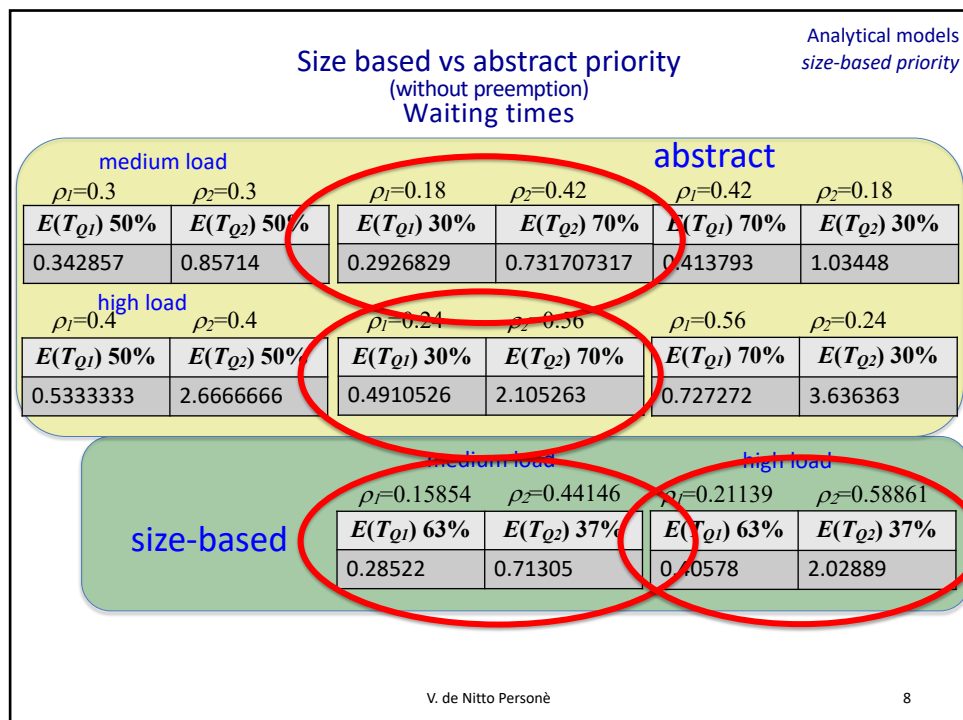 Analytical models
size-based priority
Size based vs abstract priority
(without preemption)
Waiting times
medium load
abstract
ρ1=0.3 ρ2=0.3 ρ1=0.18 ρ2=0.42 ρ1=0.42 ρ2=0.18
E(TQ1) 50% E(TQ2) 50% E(TQ1) 30% E(TQ2) 70% E(TQ1) 70% E(TQ2) 30%
0.342857 0.85714 0.2926829 0.731707317 0.413793 1.03448
high load
ρ1=0.4 ρ2=0.4 ρ1=0.24 ρ2=0.56 ρ1=0.56 ρ2=0.24
E(TQ1) 50% E(TQ2) 50% E(TQ1) 30% E(TQ2) 70% E(TQ1) 70% E(TQ2) 30%
0.5333333 2.6666666 0.4910526 2.105263 0.727272 3.636363
medium load high load
ρ1=0.15854 ρ2=0.44146 ρ1=0.21139 ρ2=0.58861
size-based
E(TQ1) 63% E(TQ2) 37% E(TQ1) 63% E(TQ2) 37%
0.28522 0.71305 0.40578 2.02889
V. de Nitto Personè 8